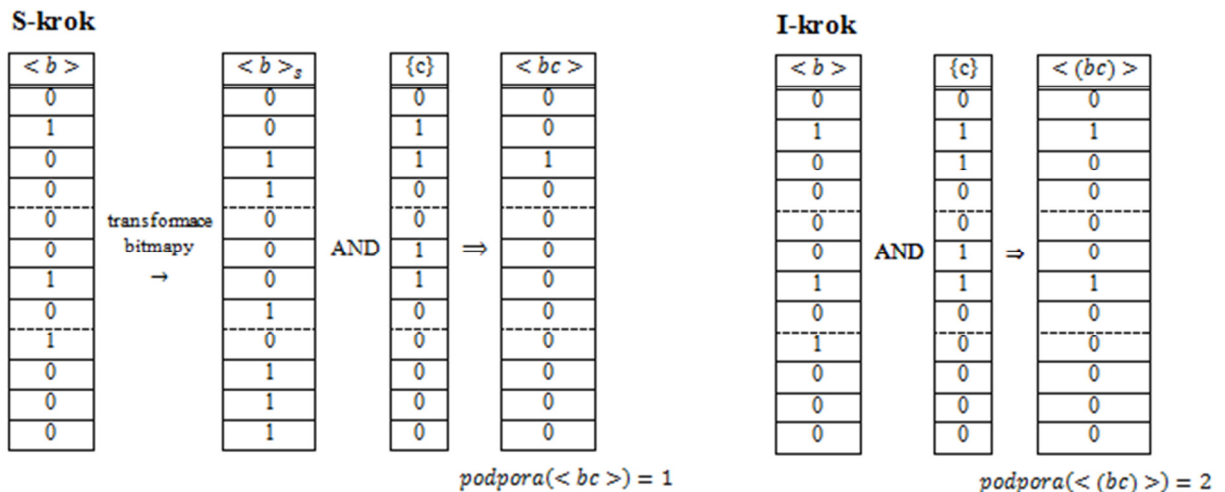 S-krok
I-krok
< b > < b >ₛ {c} < bc > < b > {c} < (bc) >
0 0 0 0 0 0 0
1 0 1 0 1 1 1
0 1 1 1 0 1 0
0 1 0 0 0 0 0
0 0 0 0 0 0 0
transformace
bitmapy
→
AND
⇒
AND
⇒
0 0 1 0 0 1 0
1 0 1 0 1 1 1
0 1 0 0 0 0 0
1 0 0 0 1 0 0
0 1 0 0 0 0 0
0 1 0 0 0 0 0
0 1 0 0 0 0 0
podpora(< bc >) = 1
podpora(< (bc) >) = 2